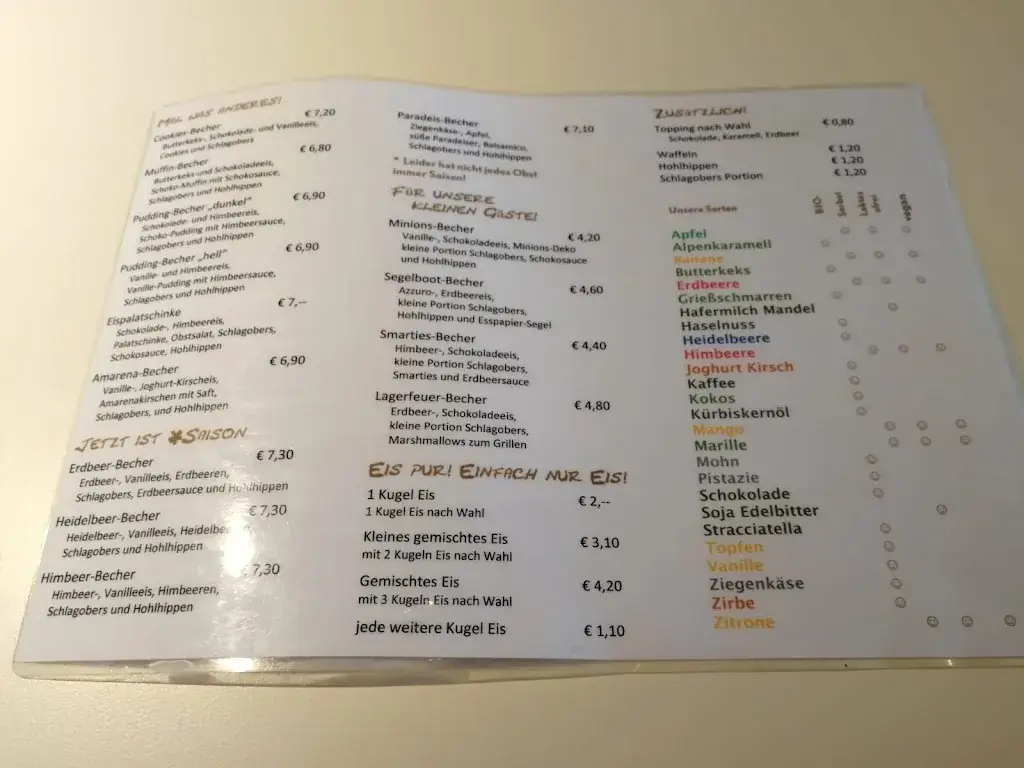 MAL WAS ANDERES!
Cookies-Becher € 7,20
Butterkeks-, Schokolade- und Vanilleeis,
Cookies und Schlagobers
Muffin-Becher € 6,80
Butterkeks-und Schokoladeeis,
Schoko-Muffin mit Schokosauce,
Schlagobers und Hohlhippen
Pudding-Becher „dunkel" € 6,90
Schokolade- und Himbeereis,
Schoko-Pudding mit Himbeersauce,
Schlagobers und Hohlhippen
Pudding-Becher „hell" € 6,90
Vanille- und Himbeereis,
Vanille-Pudding mit Himbeersauce,
Schlagobers und Hohlhippen
Eispalatschinke € 7,--
Schokolade-, Himbeereis,
Palatschinke, Obstsalat, Schlagobers,
Schokosauce, Hohlhippen
Amarena-Becher € 6,90
Vanille-, Joghurt-Kirscheis,
Amarenakirschen mit Saft,
Schlagobers, und Hohlhippen
JETZT IST *SAISON
Erdbeer-Becher € 7,30
Erdbeer-, Vanilleeis, Erdbeeren,
Schlagobers, Erdbeersauce und Hohlhippen
Heidelbeer-Becher € 7,30
Heidelbeer-, Vanilleeis,
Schlagobers und Hohlhippen
Himbeer-Becher € 7,30
Himbeer-, Vanilleeis, Himbeeren,
Schlagobers und Hohlhippen
Paradeis-Becher € 7,10
Ziegenkäse-, Apfel,
süße Paradeiser, Balsamico,
Schlagobers und Hohlhippen
* Leider hat nicht jedes Obst
immer Saison!
FÜR UNSERE
KLEINEN GÄSTE!
Minions-Becher € 4,20
Vanille-, Schokoladeeis, Minions-Deko
kleine Portion Schlagobers, Schokosauce
und Hohlhippen
Segelboot-Becher € 4,60
Azzuro-, Erdbeereis,
kleine Portion Schlagobers,
Hohlhippen und Esspapier-Segel
Smarties-Becher € 4,40
Himbeer-, Schokoladeeis,
kleine Portion Schlagobers,
Smarties und Erdbeersauce
Lagerfeuer-Becher € 4,80
Erdbeer-, Schokoladeeis,
kleine Portion Schlagobers,
Marshmallows zum Grillen
EIS PUR! EINFACH NUR EIS!
1 Kugel Eis € 2,--
1 Kugel Eis nach Wahl
Kleines gemischtes Eis € 3,10
mit 2 Kugeln Eis nach Wahl
Gemischtes Eis € 4,20
mit 3 Kugeln Eis nach Wahl
jede weitere Kugel Eis € 1,10
ZUSÄTZLICH!
Topping nach Wahl € 0,80
Schokolade, Karamell, Erdbeer
Waffeln € 1,20
Hohlhippen € 1,20
Schlagobers Portion € 1,20
Unsere Sorten BIO- Sorbet Laktosefrei vegan
Apfel
Alpenkaramell
Banane
Butterkeks
Erdbeere
Grießschmarren
Hafermilch Mandel
Haselnuss
Heidelbeere
Himbeere
Joghurt Kirsch
Kaffee
Kokos
Kürbiskernöl
Mango
Marille
Mohn
Pistazie
Schokolade
Soja Edelbitter
Stracciatella
Topfen
Vanille
Ziegenkäse
Zirbe
Zitrone